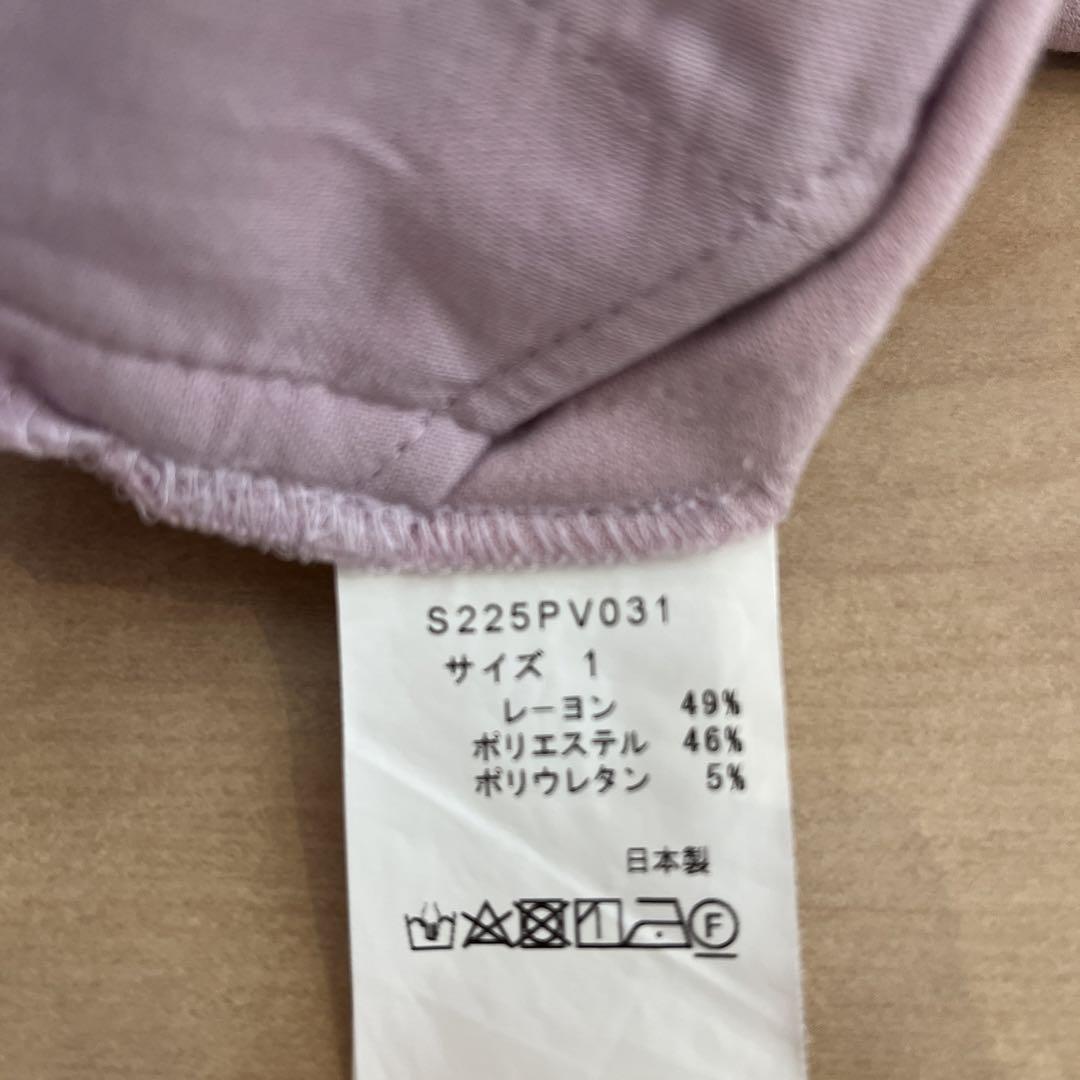 S225PV031
サイズ 1
レーヨン 49%
ポリエステル 46%
ポリウレタン 5%
日本製
F